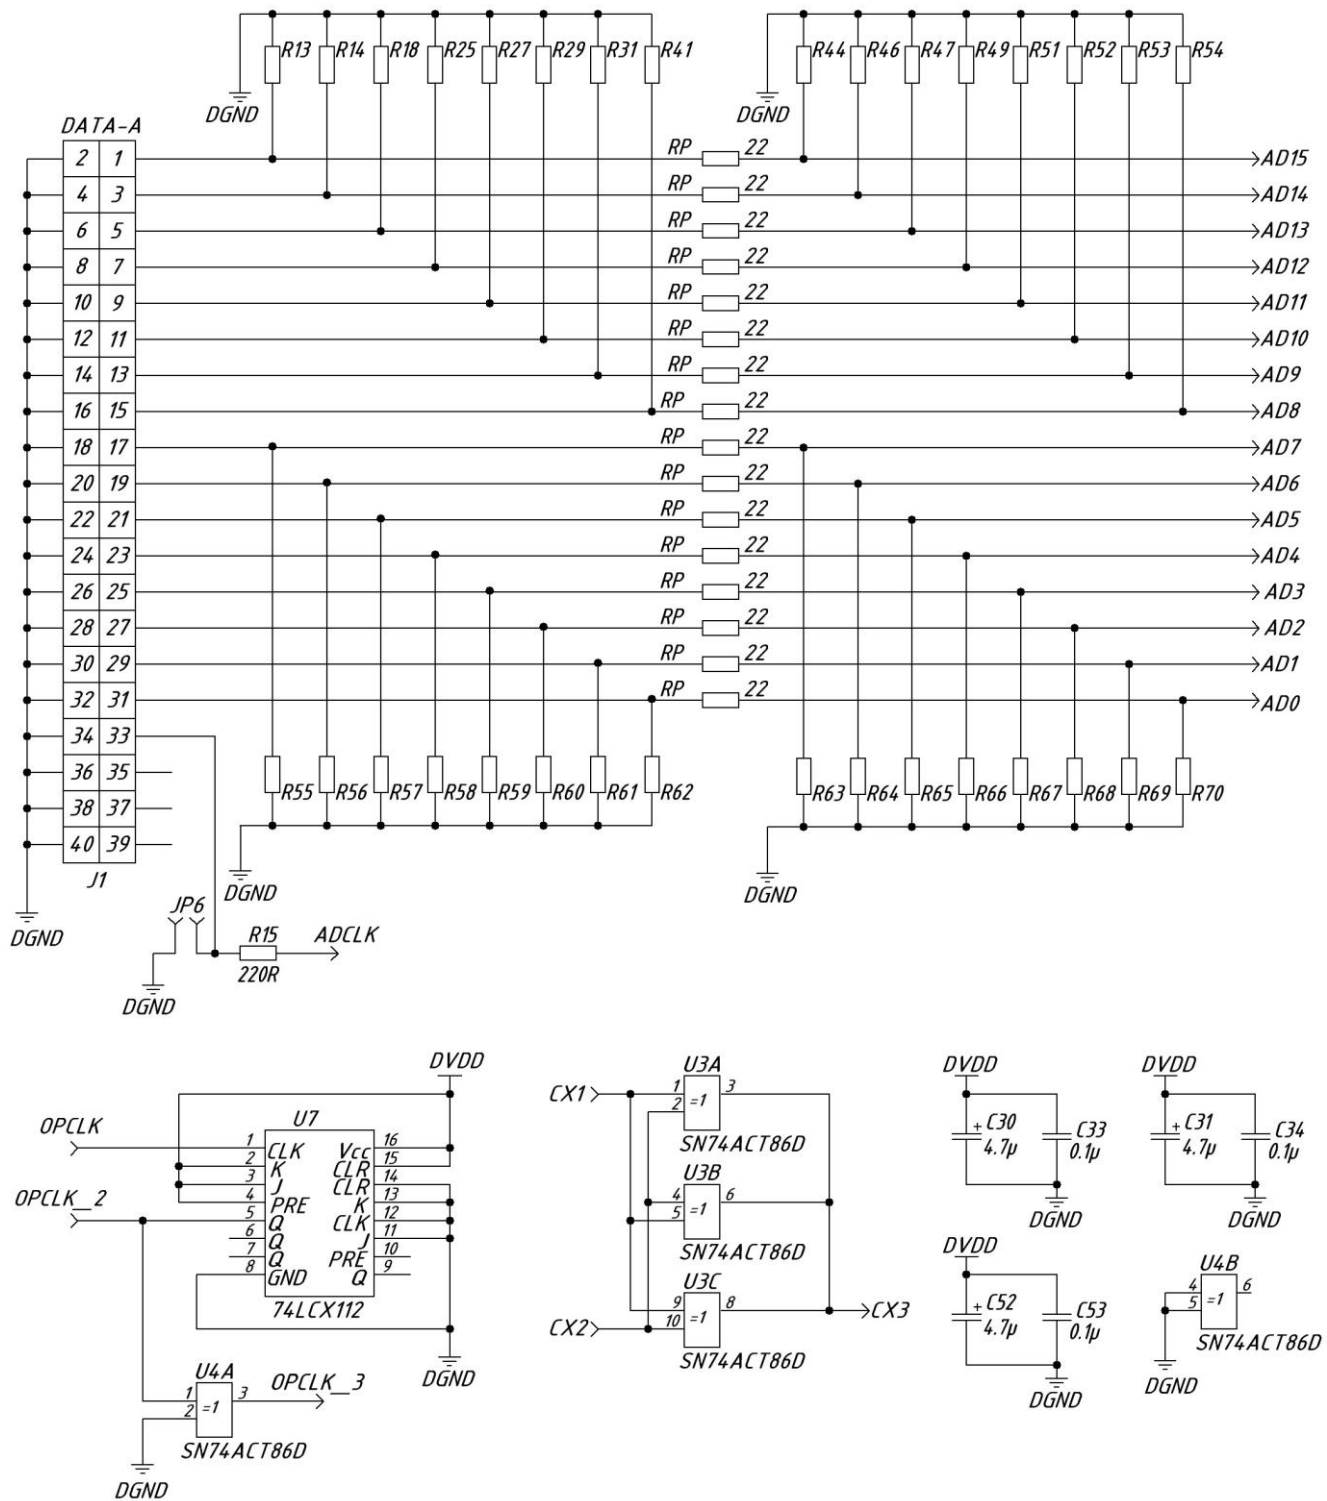 R13 R14 R18 R25 R27 R29 R31 R41 R44 R46 R47 R49 R51 R52 R53 R54
DGND DGND
DATA-A
2 1 RP 22 AD15
4 3 RP 22 AD14
6 5 RP 22 AD13
8 7 RP 22 AD12
10 9 RP 22 AD11
12 11 RP 22 AD10
14 13 RP 22 AD9
16 15 RP 22 AD8
18 17 RP 22 AD7
20 19 RP 22 AD6
22 21 RP 22 AD5
24 23 RP 22 AD4
26 25 RP 22 AD3
28 27 RP 22 AD2
30 29 RP 22 AD1
32 31 RP 22 AD0
34 33
36 35
38 37
40 39
R55 R56 R57 R58 R59 R60 R61 R62 R63 R64 R65 R66 R67 R68 R69 R70
J1
DGND DGND
JP6
DGND
R15 ADCLK
220R
DGND
DVDD
U7
OPCLK
1 CLK Vcc 16
2 K CLR 15
3 J CLR 14
4 PRE K 13
OPCLK_2
5 Q CLK 12
6 Q J 11
7 Q PRE 10
8 GND Q 9
74LCX112
DGND
U4A
1 =1 3 OPCLK_3
2
SN74ACT86D
DGND
U3A
CX1 1 =1 3
2
SN74ACT86D
U3B
4 =1 6
5
SN74ACT86D
U3C
9 =1 8 CX3
CX2 10
SN74ACT86D
DVDD
+ C30 C33
4.7µ 0.1µ
DGND
DVDD
+ C31 C34
4.7µ 0.1µ
DGND
DVDD
+ C52 C53
4.7µ 0.1µ
DGND
U4B
4 =1 6
5
SN74ACT86D
DGND